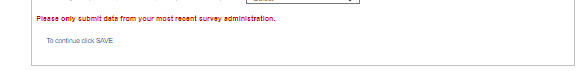 Please only submit data from your most recent survey administration.
To continue click SAVE